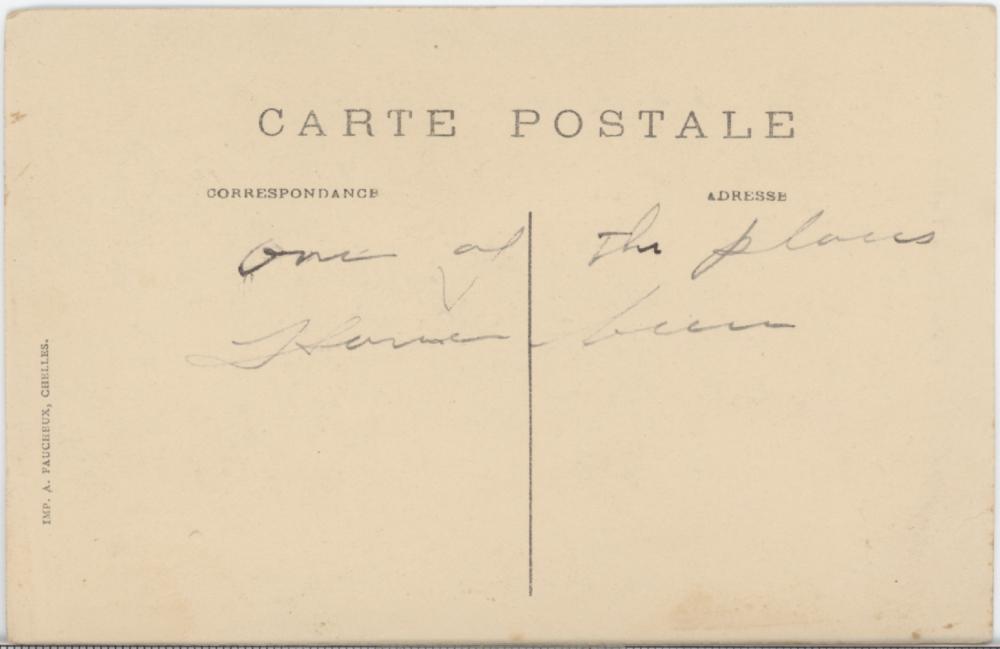 CARTE POSTALE
CORRESPONDANCE
ADRESSE
one of the places
I have been
IMP. A. FAUCHEUX, CHELLES.